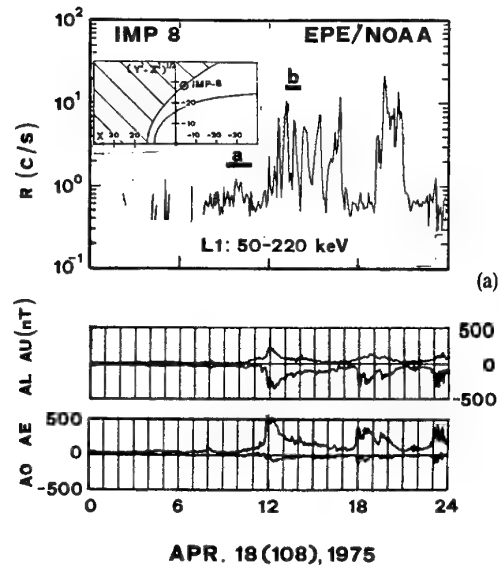 IMP 8 EPE/NOAA
10²
10¹
10⁰
10⁻¹
R (C/S)
(Y²+Z²)¹/²
IMP-8
-20
-10
X 30 20 -10 -20
b
a
L1: 50-220 keV
(a)
AL AU(nT)
500
0
-500
AO AE
500
0
-500
0 6 12 18 24
APR. 18 (108), 1975